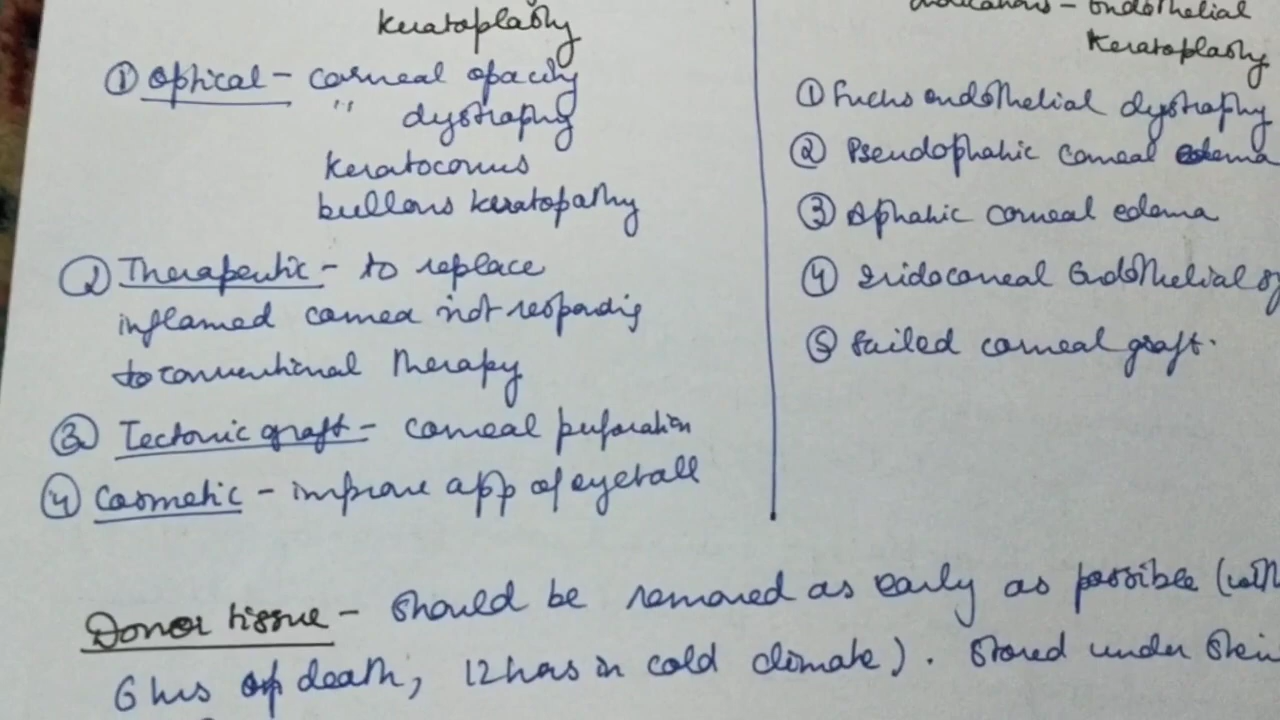 Keratoplasty
① Optical - corneal opacity
" dystrophy
Keratoconus
bullous keratopathy
② Therapeutic - to replace
inflamed cornea not responding
to conventional therapy
③ Tectonic graft - corneal perforation
④ Cosmetic - improve app of eyeball
Indications - Endothelial
Keratoplasty
① Fuchs endothelial dystrophy
② Pseudophakic corneal edema
③ Aphakic corneal edema
④ Iridocorneal Endothelial
⑤ Failed corneal graft.
Donor tissue - Should be removed as early as possible (with
6 hrs of death, 12 hrs in cold climate). Stored under